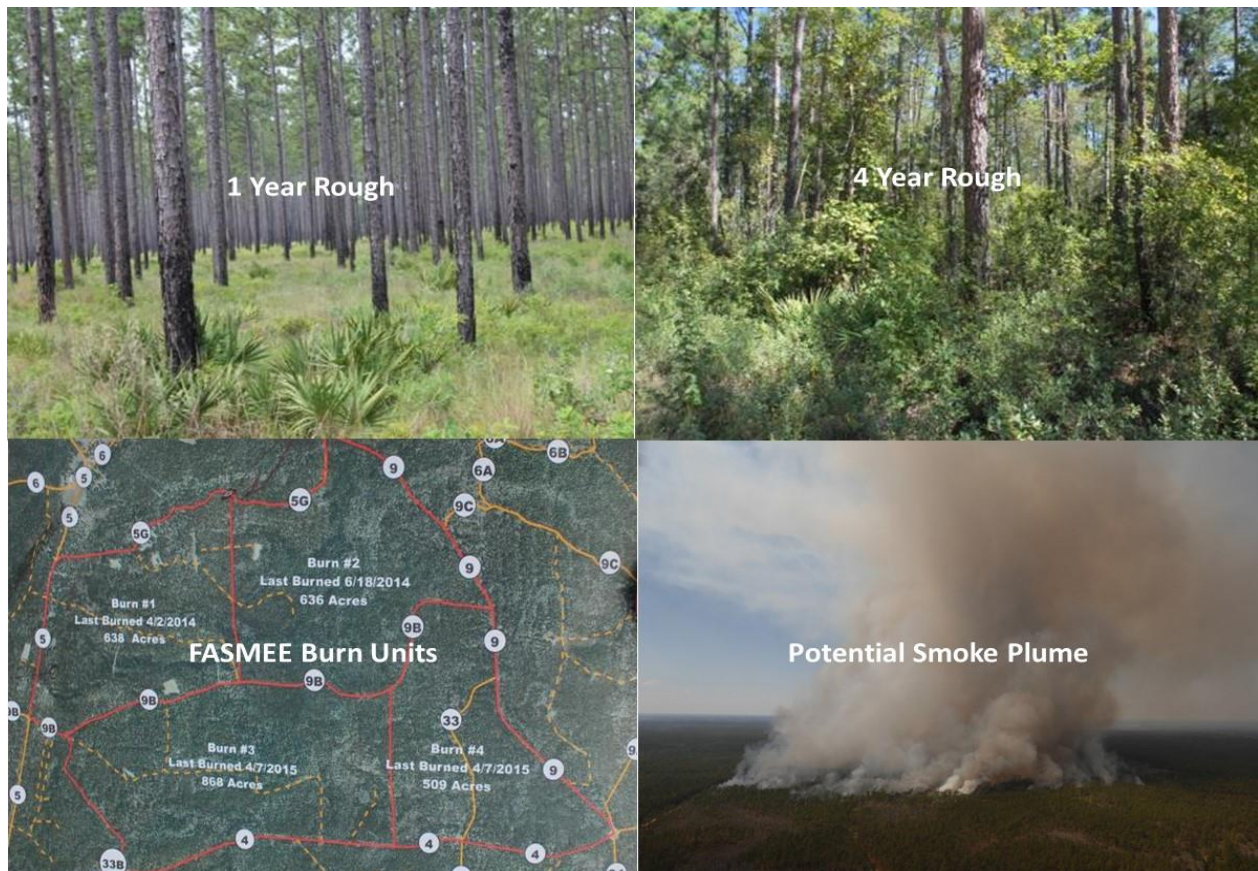 1 Year Rough
4 Year Rough
6
6
5
5
9
6A
6B
5G
9C
5G
9
9C
Burn #2
Last Burned 6/18/2014
636 Acres
Burn #1
Last Burned 4/2/2014
638 Acres
5
9B
9
FASMEE Burn Units
Potential Smoke Plume
9B
9B
9B
9B
33
Burn #3
Last Burned 4/7/2015
868 Acres
Burn #4
Last Burned 4/7/2015
509 Acres
9
5
4
4
4
33B